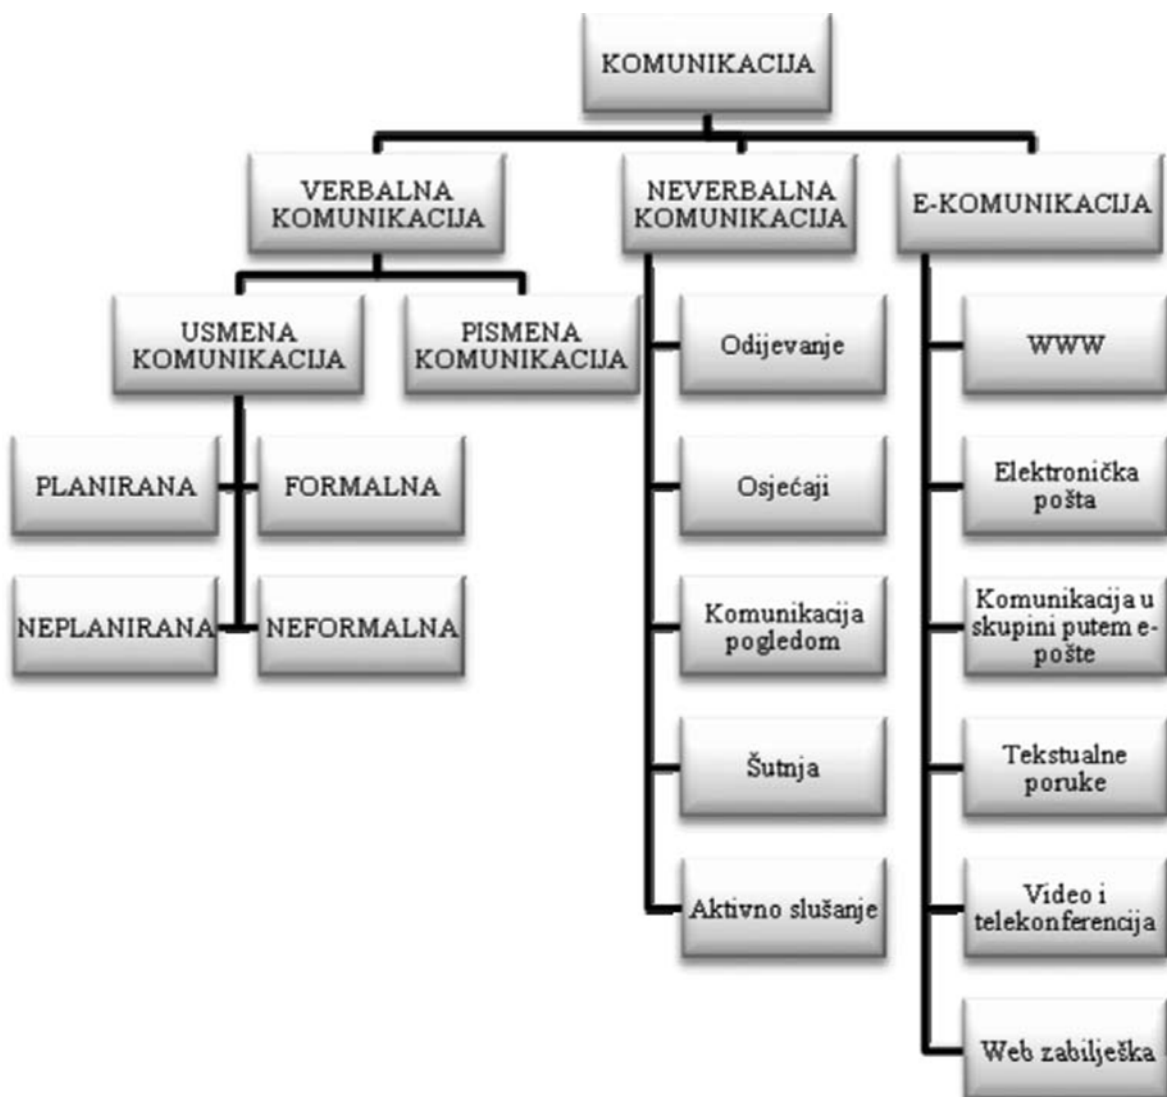 KOMUNIKACIJA
VERBALNA
KOMUNIKACIJA
NEVERBALNA
KOMUNIKACIJA
E-KOMUNIKACIJA
USMENA
KOMUNIKACIJA
PISMENA
KOMUNIKACIJA
PLANIRANA
FORMALNA
NEPLANIRANA
NEFORMALNA
Odijevanje
Osjećaji
Komunikacija
pogledom
Šutnja
Aktivno slušanje
WWW
Elektronička
pošta
Komunikacija u
skupini putem e-
pošte
Tekstualne
poruke
Video i
telekonferencija
Web zabilješka